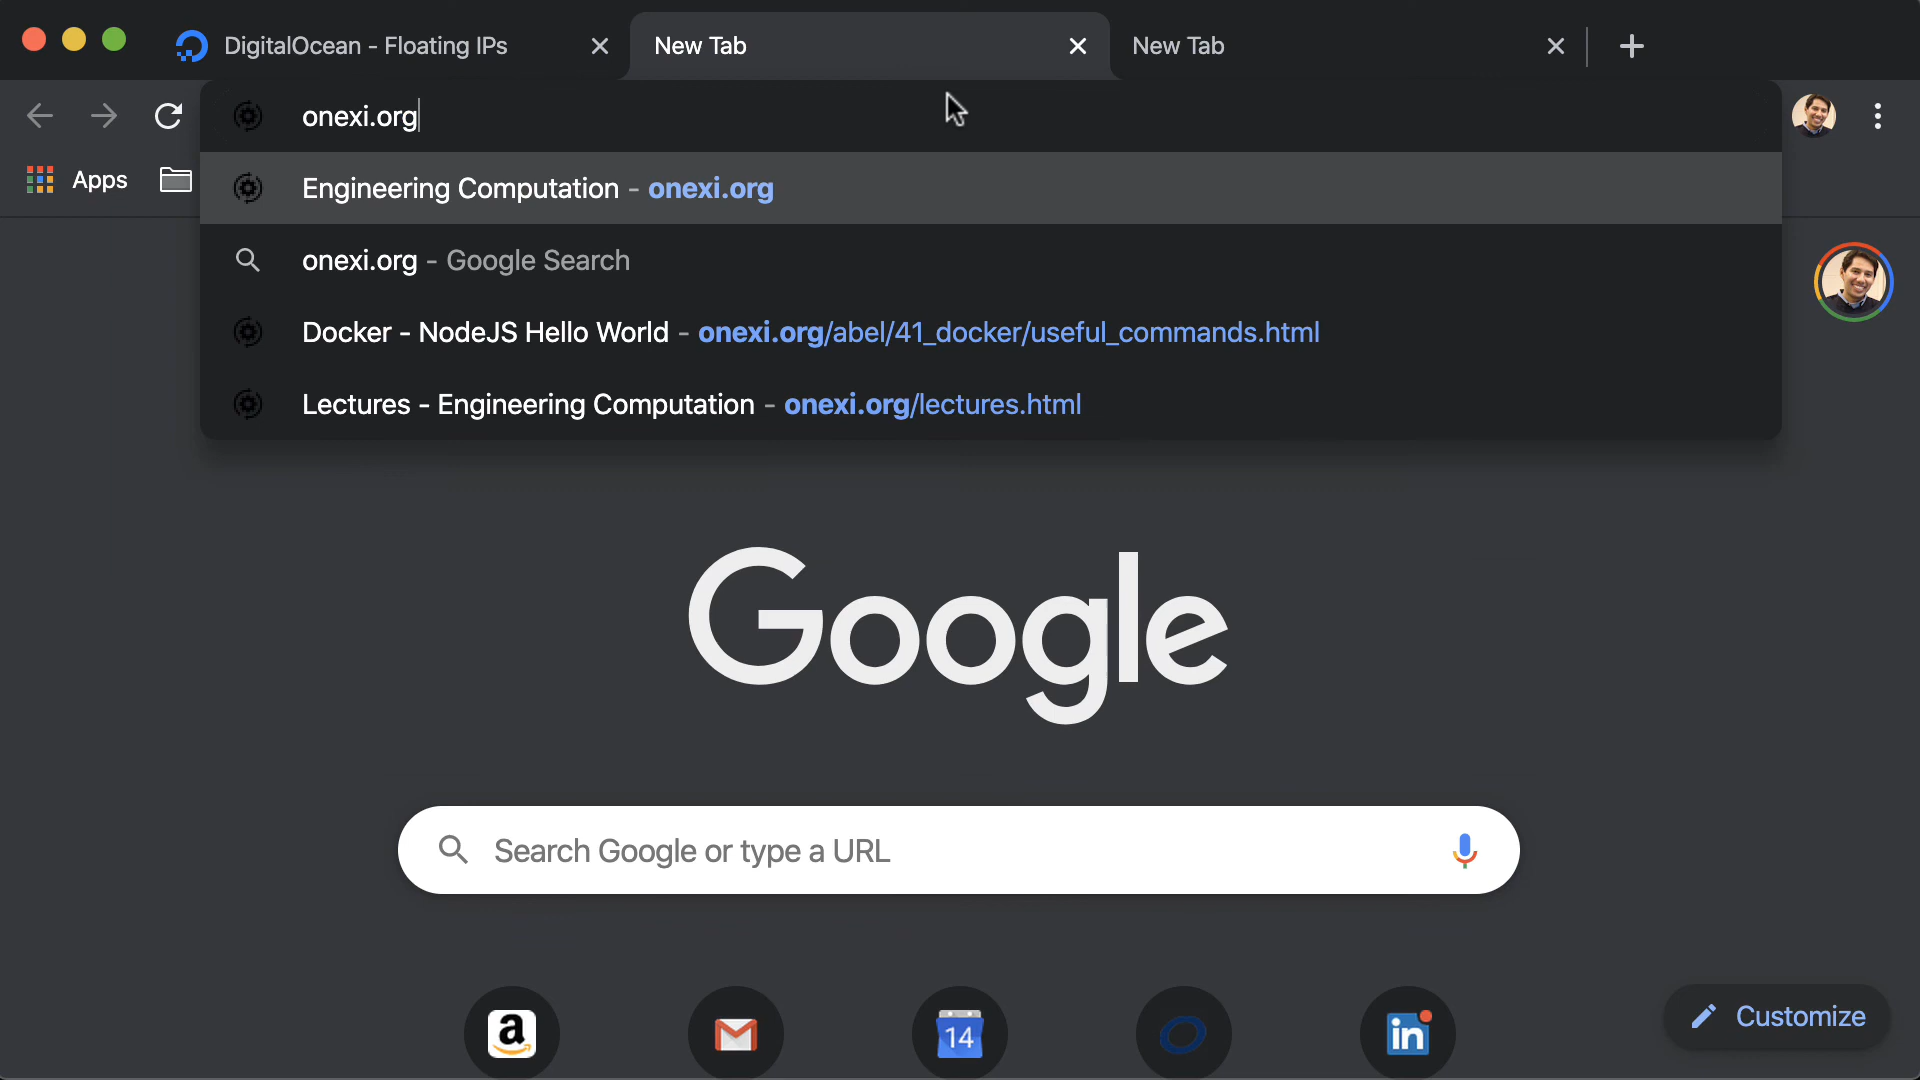 DigitalOcean - Floating IPs
New Tab
New Tab
onexi.org
Apps
Engineering Computation - onexi.org
onexi.org - Google Search
Docker - NodeJS Hello World - onexi.org/abel/41_docker/useful_commands.html
Lectures - Engineering Computation - onexi.org/lectures.html
Google
Search Google or type a URL
a
14
in
Customize